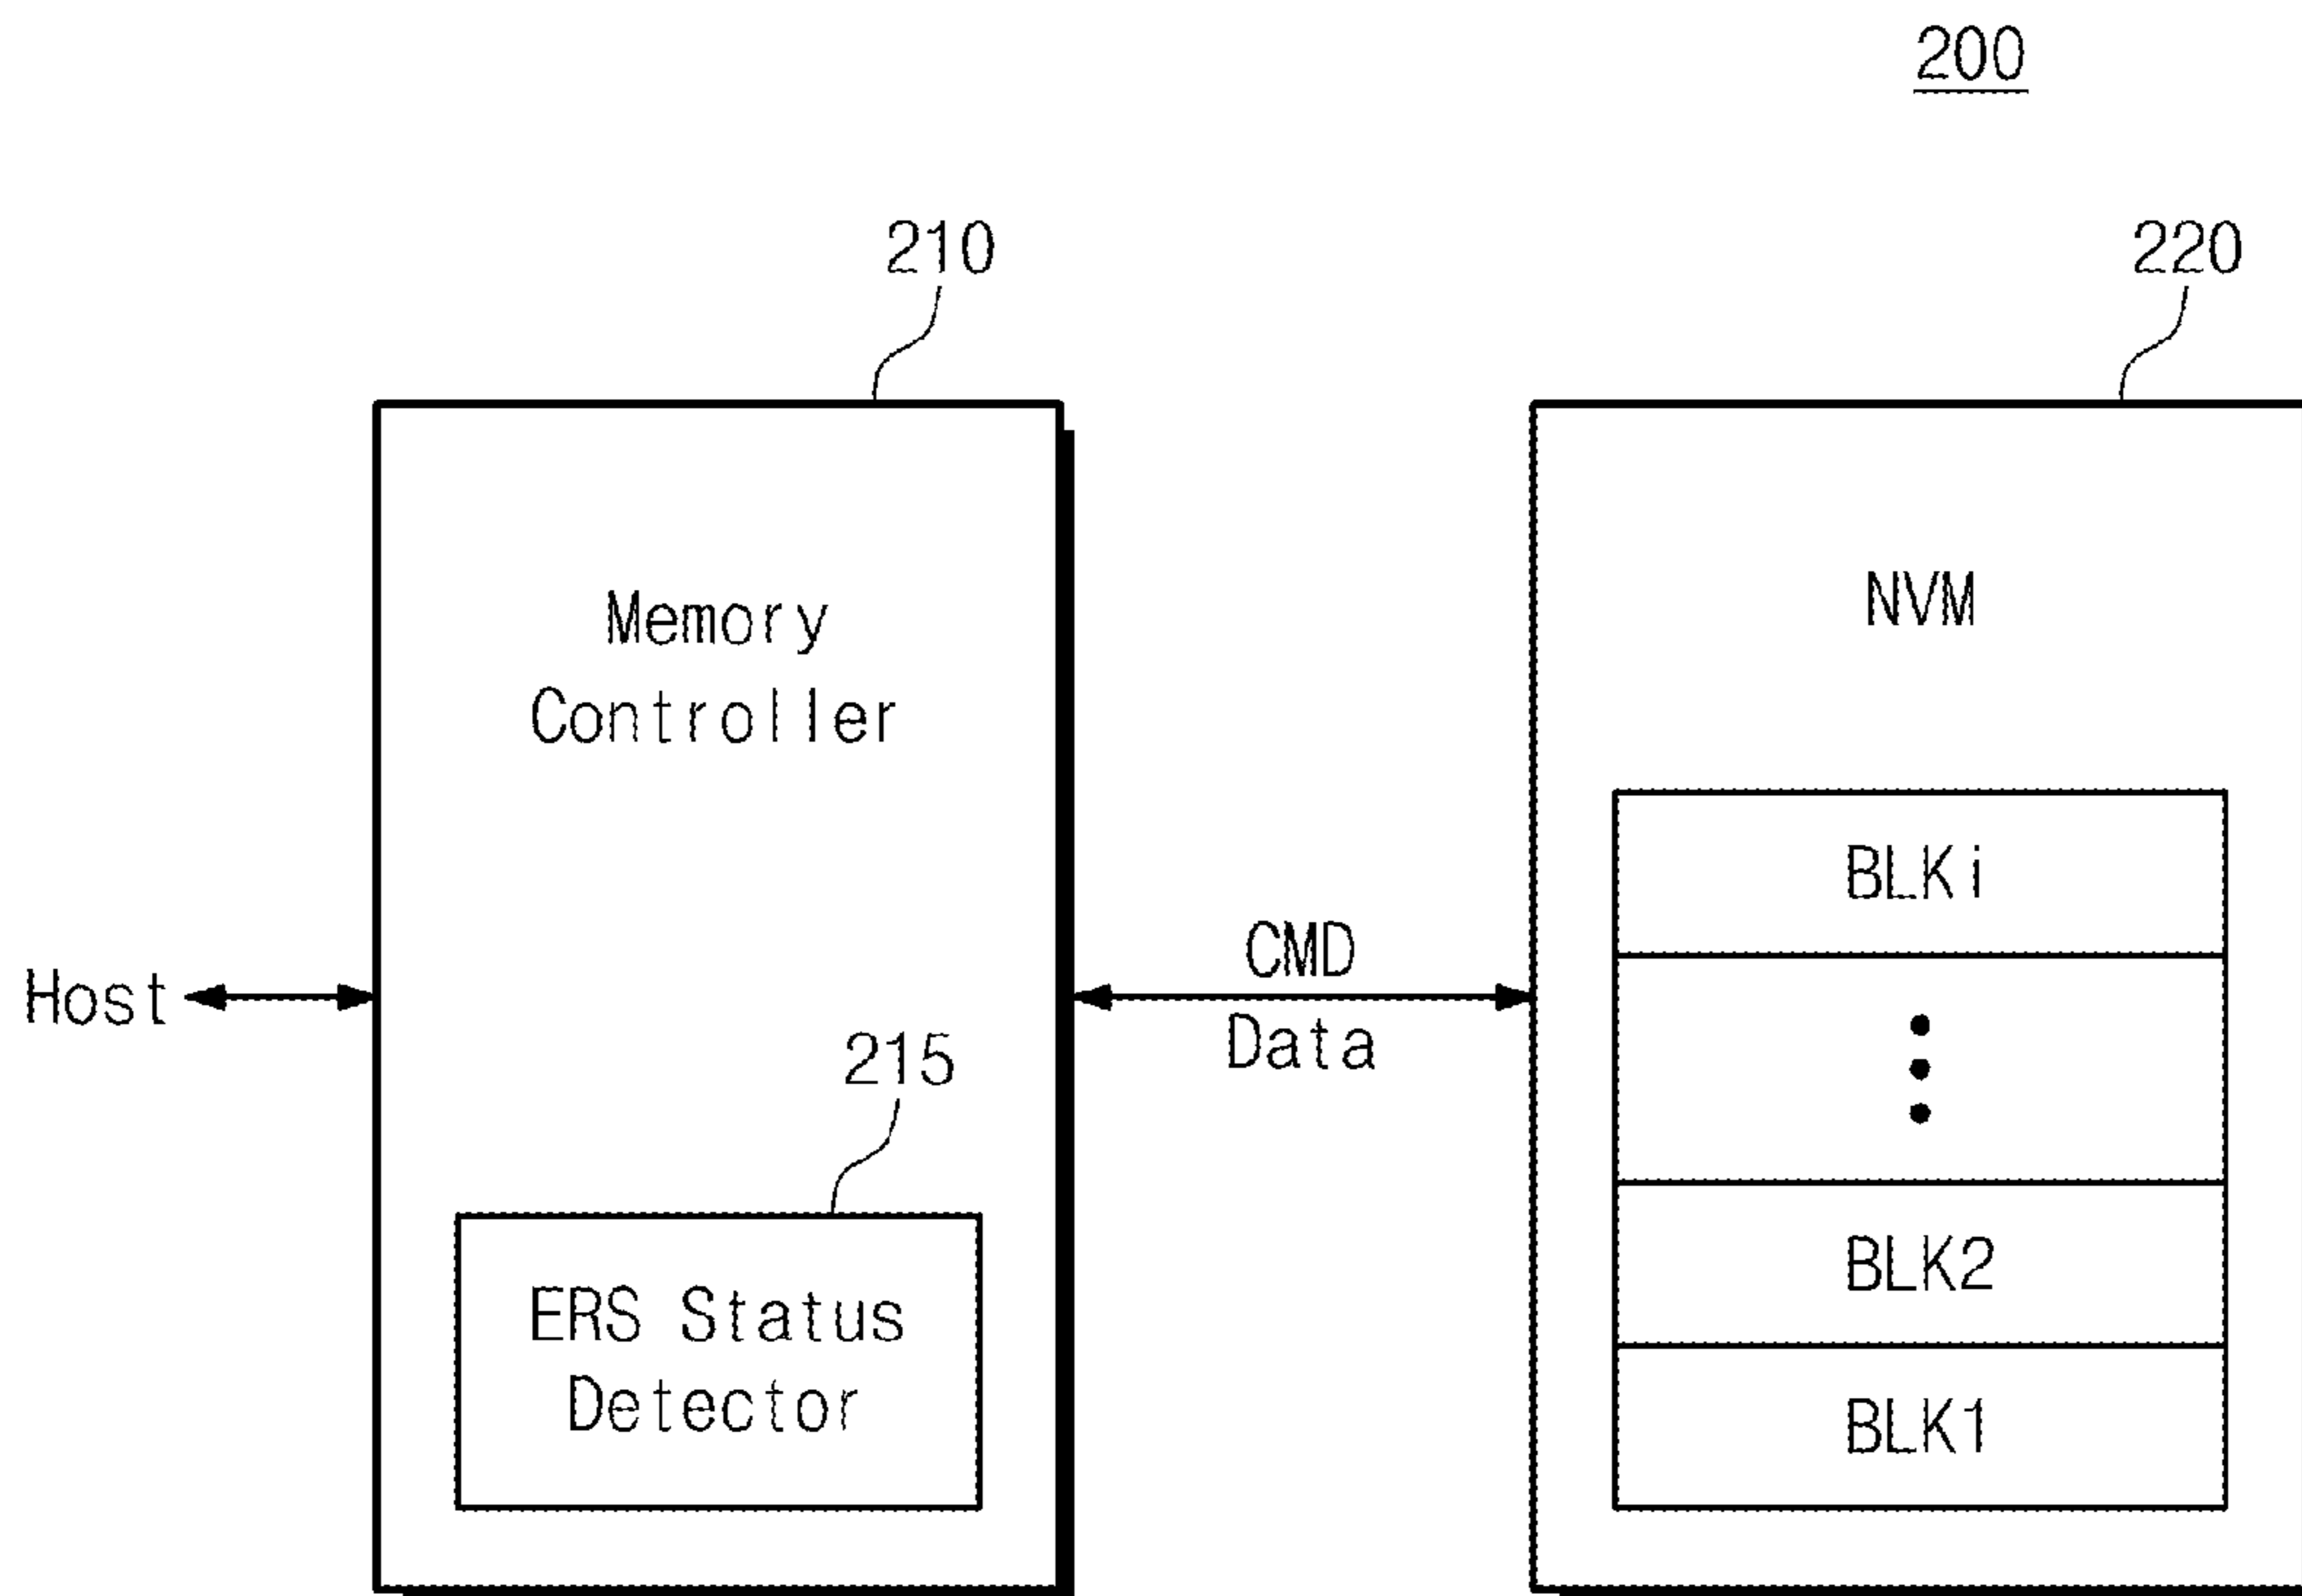 200
210
220
Memory
Controller
NVM
BLKi
CMD
Host
Data
215
BLK2
ERS Status
Detector
BLK1